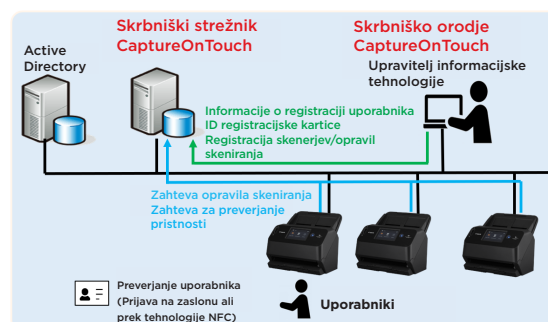 Skrbniški strežnik
CaptureOnTouch
Skrbniško orodje
CaptureOnTouch
Active
Directory
Upravitelj informacijske
tehnologije
Informacije o registraciji uporabnika
ID registracijske kartice
Registracija skenerjev/opravil
skeniranja
Zahteva opravila skeniranja
Zahteva za preverjanje
pristnosti
Preverjanje uporabnika
(Prijava na zaslonu ali
prek tehnologije NFC)
Uporabniki